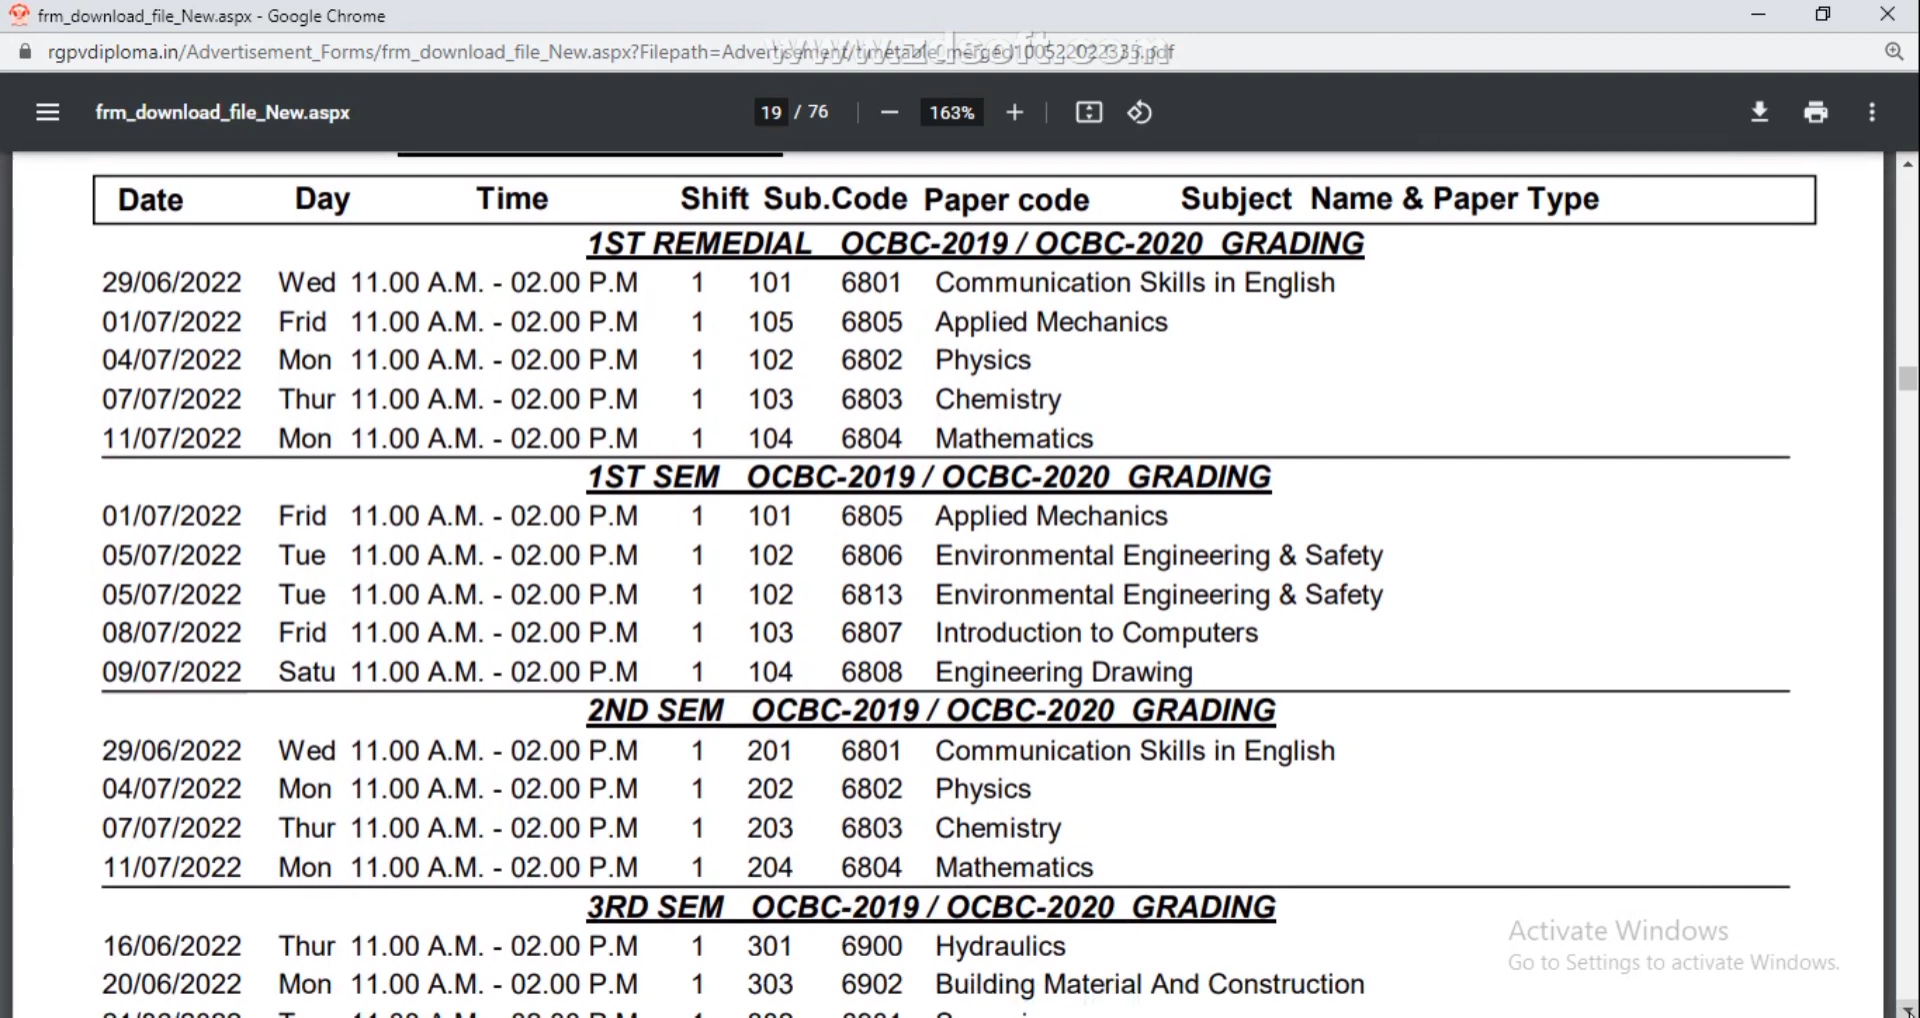 frm_download_file_New.aspx - Google Chrome
rgpvdiploma.in/Advertisement_Forms/frm_download_file_New.aspx?Filepath=Advertisement/timetable_merged100522022335.pdf
www.zdsoft.com
frm_download_file_New.aspx 19 / 76 163%
Date Day Time Shift Sub.Code Paper code Subject Name & Paper Type
1ST REMEDIAL OCBC-2019 / OCBC-2020 GRADING
29/06/2022 Wed 11.00 A.M. - 02.00 P.M 1 101 6801 Communication Skills in English
01/07/2022 Frid 11.00 A.M. - 02.00 P.M 1 105 6805 Applied Mechanics
04/07/2022 Mon 11.00 A.M. - 02.00 P.M 1 102 6802 Physics
07/07/2022 Thur 11.00 A.M. - 02.00 P.M 1 103 6803 Chemistry
11/07/2022 Mon 11.00 A.M. - 02.00 P.M 1 104 6804 Mathematics
1ST SEM OCBC-2019 / OCBC-2020 GRADING
01/07/2022 Frid 11.00 A.M. - 02.00 P.M 1 101 6805 Applied Mechanics
05/07/2022 Tue 11.00 A.M. - 02.00 P.M 1 102 6806 Environmental Engineering & Safety
05/07/2022 Tue 11.00 A.M. - 02.00 P.M 1 102 6813 Environmental Engineering & Safety
08/07/2022 Frid 11.00 A.M. - 02.00 P.M 1 103 6807 Introduction to Computers
09/07/2022 Satu 11.00 A.M. - 02.00 P.M 1 104 6808 Engineering Drawing
2ND SEM OCBC-2019 / OCBC-2020 GRADING
29/06/2022 Wed 11.00 A.M. - 02.00 P.M 1 201 6801 Communication Skills in English
04/07/2022 Mon 11.00 A.M. - 02.00 P.M 1 202 6802 Physics
07/07/2022 Thur 11.00 A.M. - 02.00 P.M 1 203 6803 Chemistry
11/07/2022 Mon 11.00 A.M. - 02.00 P.M 1 204 6804 Mathematics
3RD SEM OCBC-2019 / OCBC-2020 GRADING
16/06/2022 Thur 11.00 A.M. - 02.00 P.M 1 301 6900 Hydraulics
20/06/2022 Mon 11.00 A.M. - 02.00 P.M 1 303 6902 Building Material And Construction
Activate Windows
Go to Settings to activate Windows.